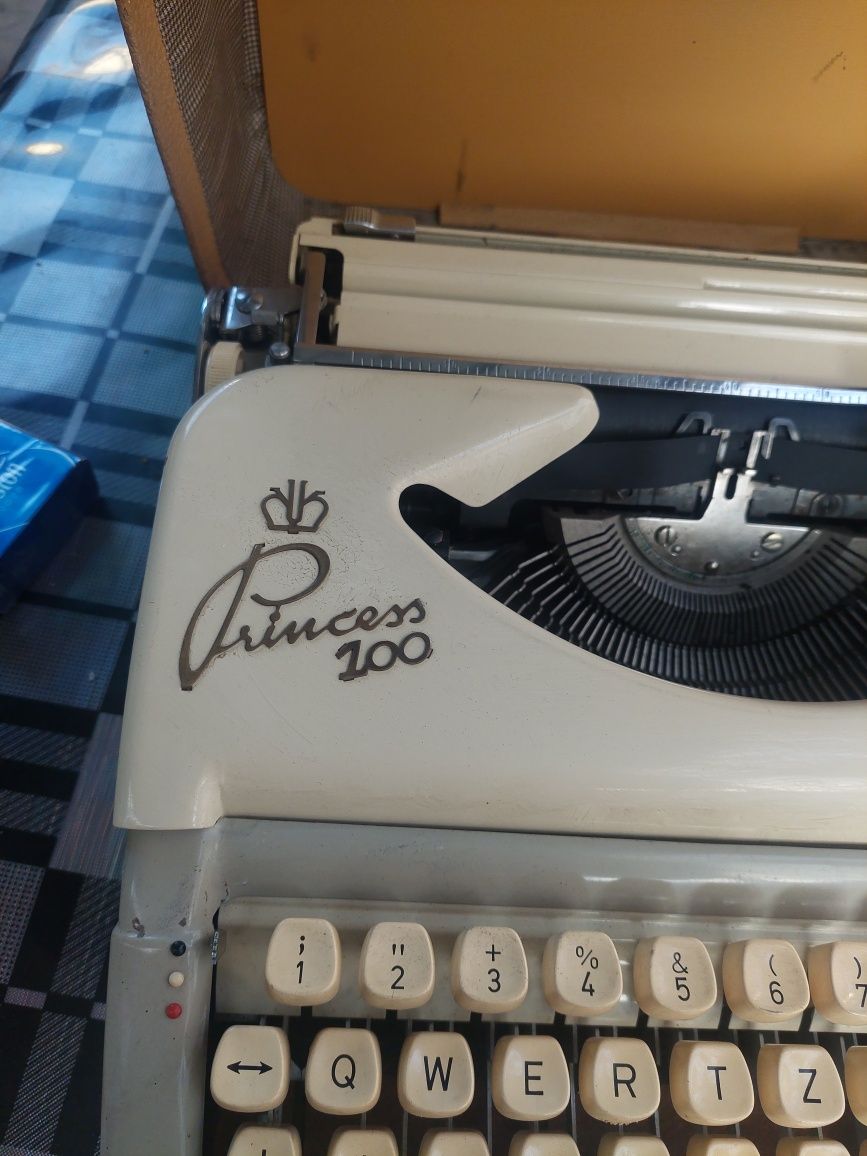 Princess
100
; " + % & ( )
1 2 3 4 5 6 7
↔ Q W E R T Z